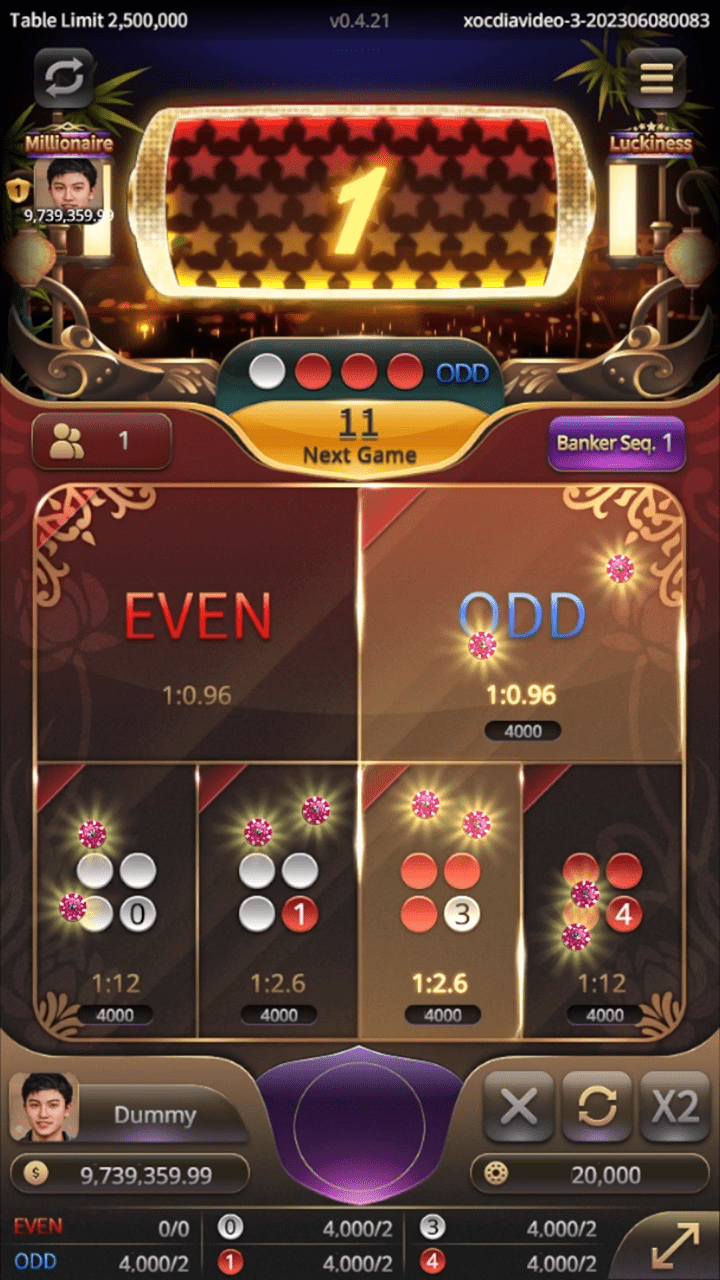 Table Limit 2,500,000
v0.4.21
xocdiavideo-3-202306080083
Millionaire
Luckiness
1
9,739,359.99
1
ODD
11
Next Game
1
Banker Seq. 1
EVEN
1:0.96
ODD
1:0.96
4000
0
1:12
4000
1
1:2.6
4000
3
1:2.6
4000
4
1:12
4000
Dummy
X2
$ 9,739,359.99
20,000
EVEN 0/0
0 4,000/2
3 4,000/2
ODD 4,000/2
1 4,000/2
4 4,000/2